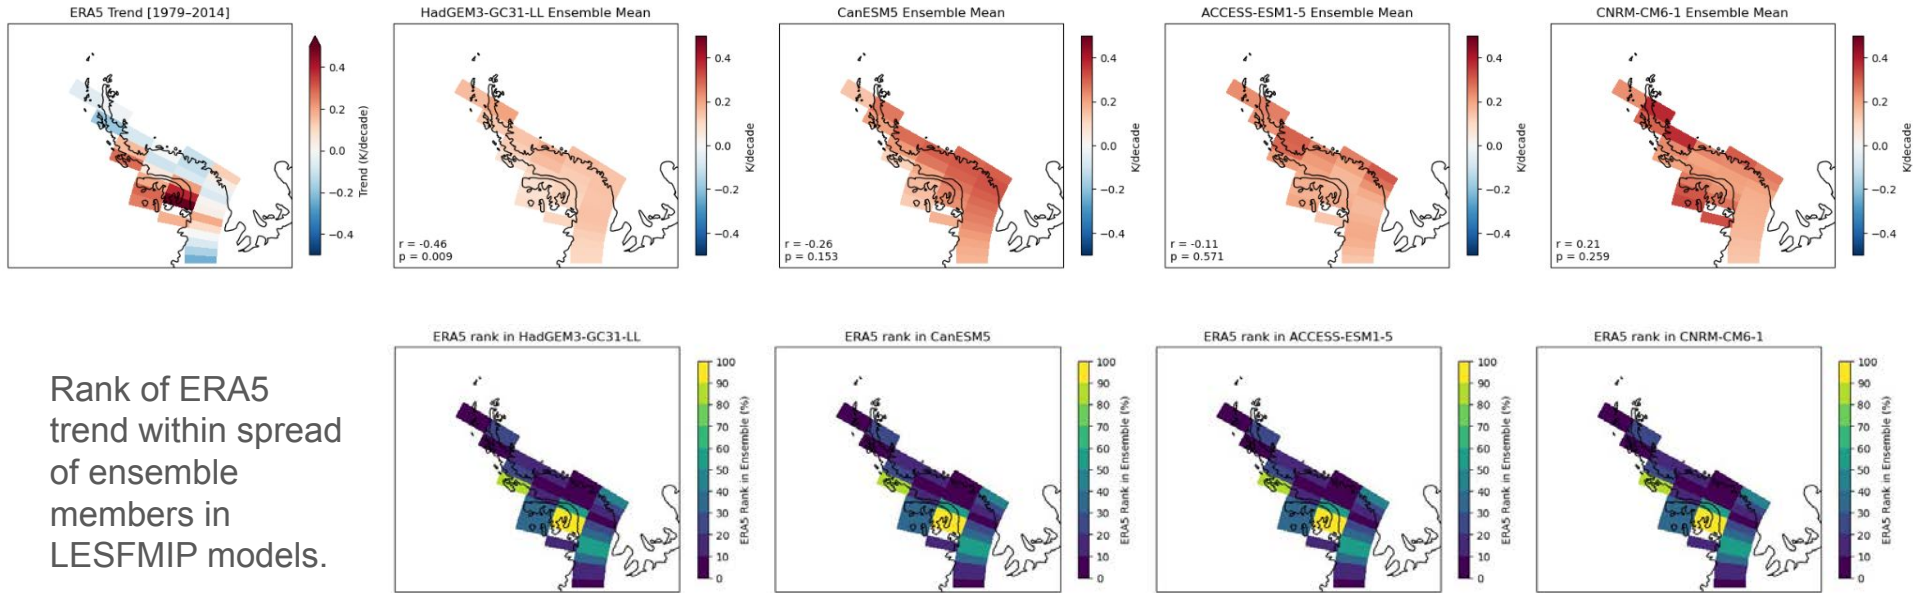 ERA5 Trend [1979–2014]
HadGEM3-GC31-LL Ensemble Mean
CanESM5 Ensemble Mean
ACCESS-ESM1-5 Ensemble Mean
CNRM-CM6-1 Ensemble Mean
0.4
0.2
0.0
−0.2
−0.4
Trend (K/decade)
r = -0.46
p = 0.009
0.4
0.2
0.0
−0.2
−0.4
K/decade
r = -0.26
p = 0.153
0.4
0.2
0.0
−0.2
−0.4
K/decade
r = -0.11
p = 0.571
0.4
0.2
0.0
−0.2
−0.4
K/decade
r = 0.21
p = 0.259
0.4
0.2
0.0
−0.2
−0.4
K/decade
Rank of ERA5
trend within spread
of ensemble
members in
LESFMIP models.
ERA5 rank in HadGEM3-GC31-LL
100
90
80
70
60
50
40
30
20
10
0
ERA5 Rank in Ensemble (%)
ERA5 rank in CanESM5
100
90
80
70
60
50
40
30
20
10
0
ERA5 Rank in Ensemble (%)
ERA5 rank in ACCESS-ESM1-5
100
90
80
70
60
50
40
30
20
10
0
ERA5 Rank in Ensemble (%)
ERA5 rank in CNRM-CM6-1
100
90
80
70
60
50
40
30
20
10
0
ERA5 Rank in Ensemble (%)